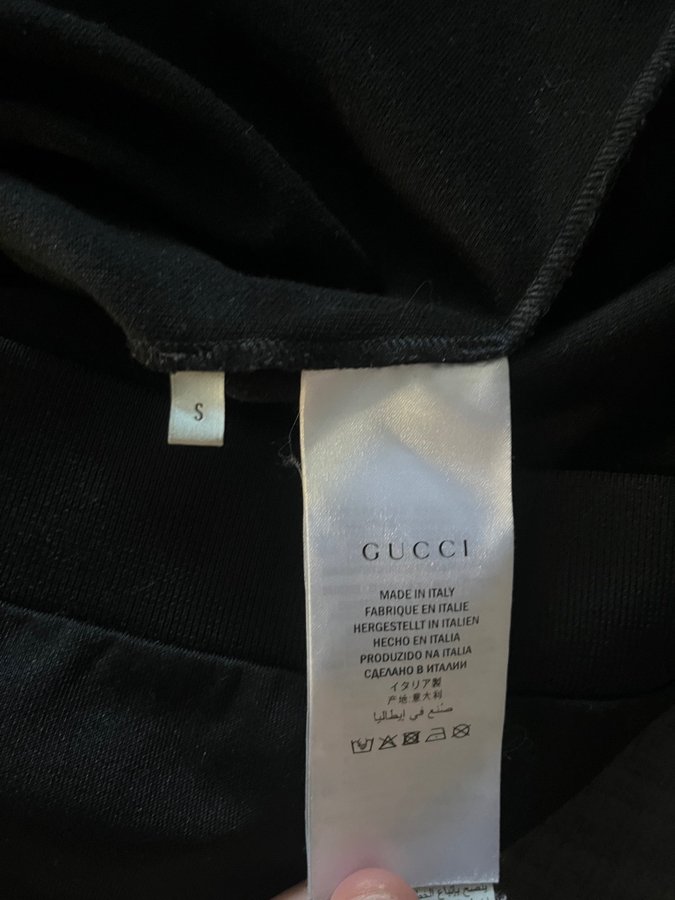 S
GUCCI
MADE IN ITALY
FABRIQUE EN ITALIE
HERGESTELLT IN ITALIEN
HECHO EN ITALIA
PRODUZIDO NA ITALIA
СДЕЛАНО В ИТАЛИИ
イタリア製
产地:意大利
صنع في إيطاليا